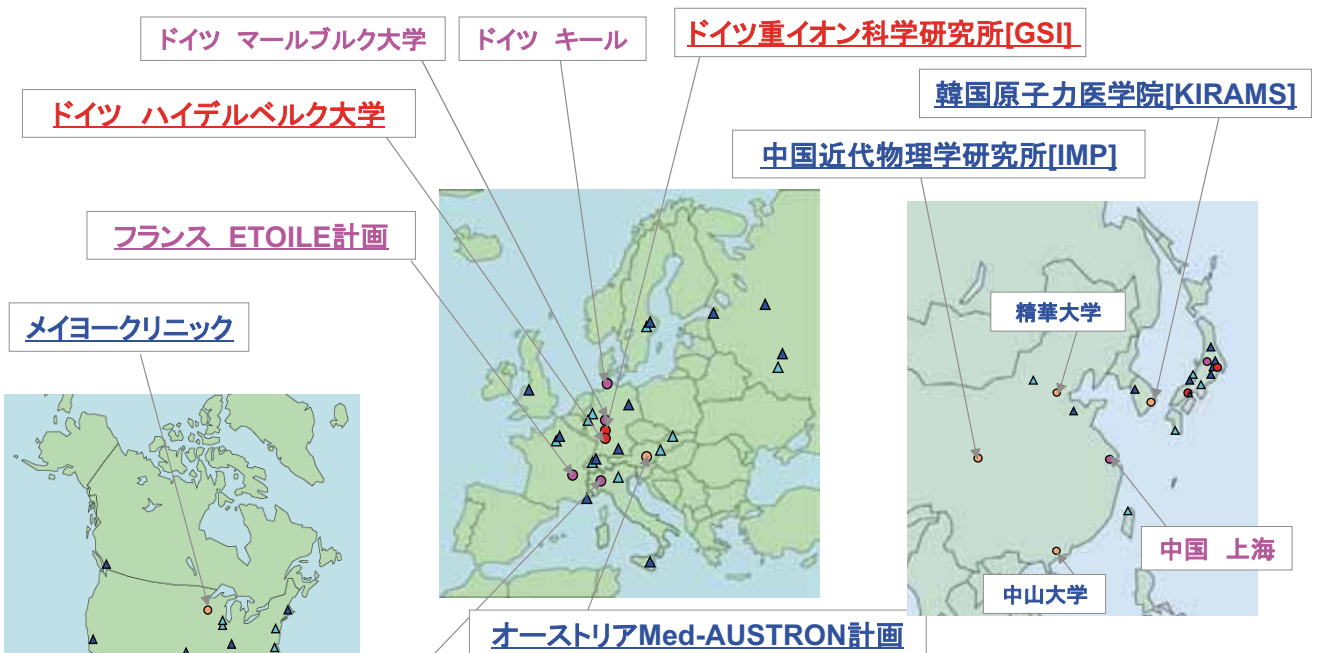 ドイツ　マールブルク大学
ドイツ　キール
ドイツ重イオン科学研究所[GSI]
韓国原子力医学院[KIRAMS]
ドイツ　ハイデルベルク大学
中国近代物理学研究所[IMP]
フランス　ETOILE計画
メイヨークリニック
精華大学
中国　上海
中山大学
オーストリアMed-AUSTRON計画